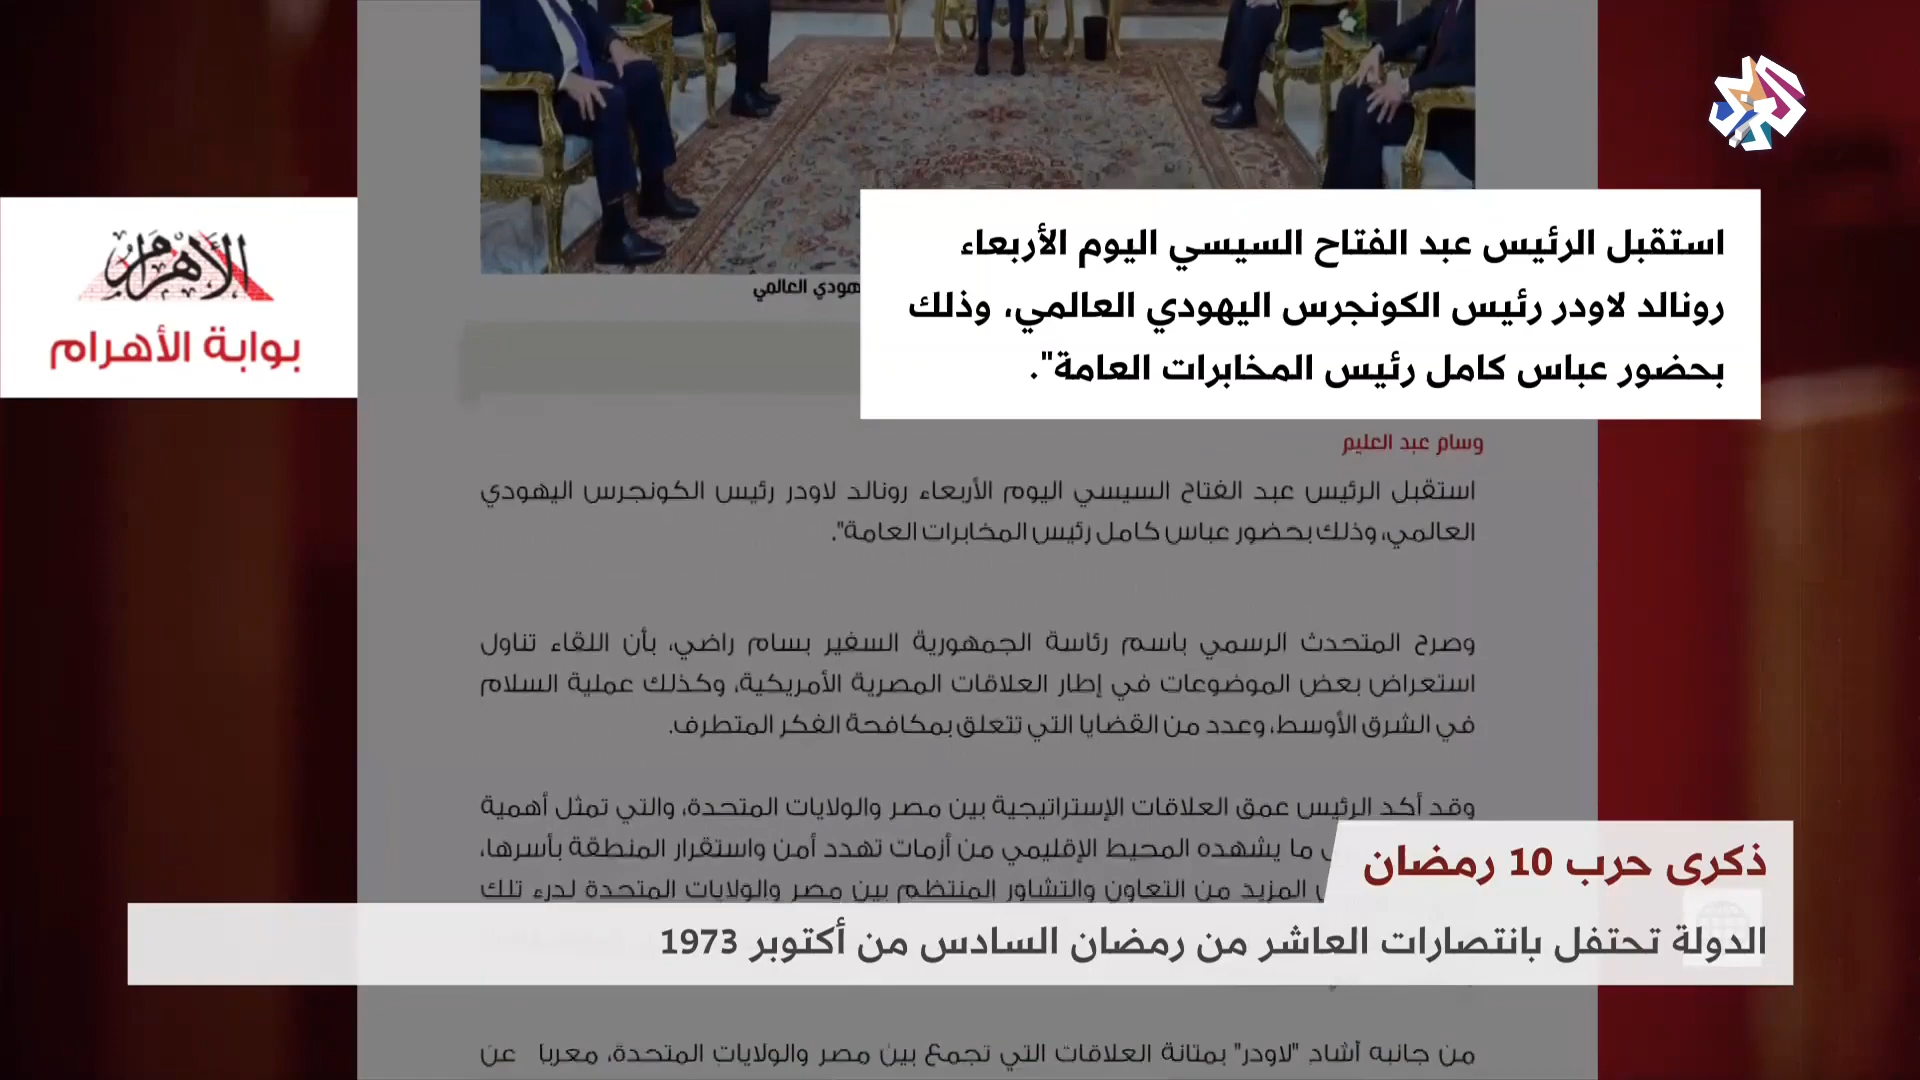 استقبل الرئيس عبد الفتاح السيسي اليوم الأربعاء
رونالد لاودر رئيس الكونجرس اليهودي العالمي، وذلك
بحضور عباس كامل رئيس المخابرات العامة".
الأهرام
بوابة الأهرام
العالمي
وسام عبد العليم
استقبل الرئيس عبد الفتاح السيسي اليوم الأربعاء رونالد لاودر رئيس الكونجرس اليهودي
العالمي، وذلك بحضور عباس كامل رئيس المخابرات العامة".
وصرح المتحدث الرسمي باسم رئاسة الجمهورية السفير بسام راضي، بأن اللقاء تناول
استعراض بعض الموضوعات في إطار العلاقات المصرية الأمريكية، وكذلك عملية السلام
في الشرق الأوسط، وعدد من القضايا التي تتعلق بمكافحة الفكر المتطرف.
وقد أكد الرئيس عمق العلاقات الإستراتيجية بين مصر والولايات المتحدة، والتي تمثل أهمية
ما يشهده المحيط الإقليمي من أزمات تهدد أمن واستقرار المنطقة بأسرها،
المزيد من التعاون والتشاور المنتظم بين مصر والولايات المتحدة لدرء تلك
ذكرى حرب 10 رمضان
الدولة تحتفل بانتصارات العاشر من رمضان السادس من أكتوبر 1973
من جانبه أشاد "لاودر" بمتانة العلاقات التي تجمع بين مصر والولايات المتحدة، معربا عن